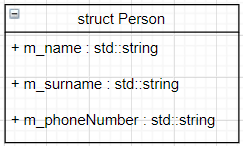 struct Person
+ m_name : std::string
+ m_surname : std::string
+ m_phoneNumber : std::string